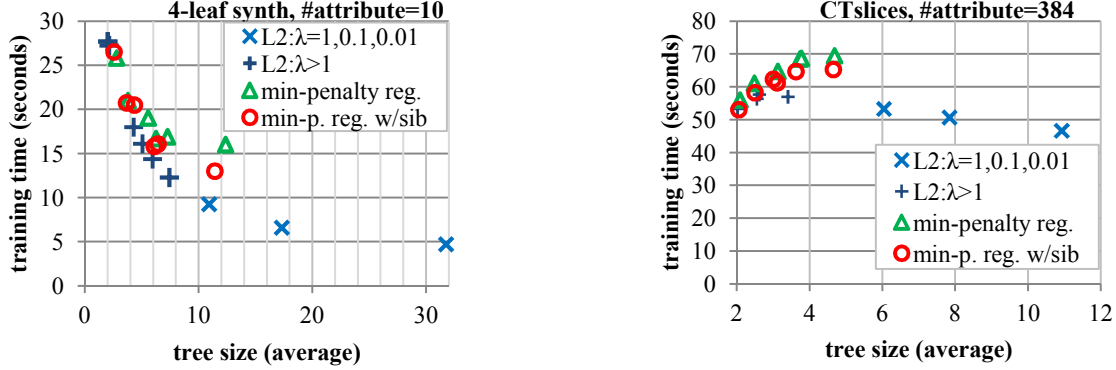 4-leaf synth, #attribute=10
training time (seconds)
30
25
20
15
10
5
0
L2:λ=1,0.1,0.01
L2:λ>1
min-penalty reg.
min-p. reg. w/sib
0 10 20 30
tree size (average)
CTslices, #attribute=384
training time (seconds)
80
70
60
50
40
30
20
10
0
L2:λ=1,0.1,0.01
L2:λ>1
min-penalty reg.
min-p. reg. w/sib
2 4 6 8 10 12
tree size (average)